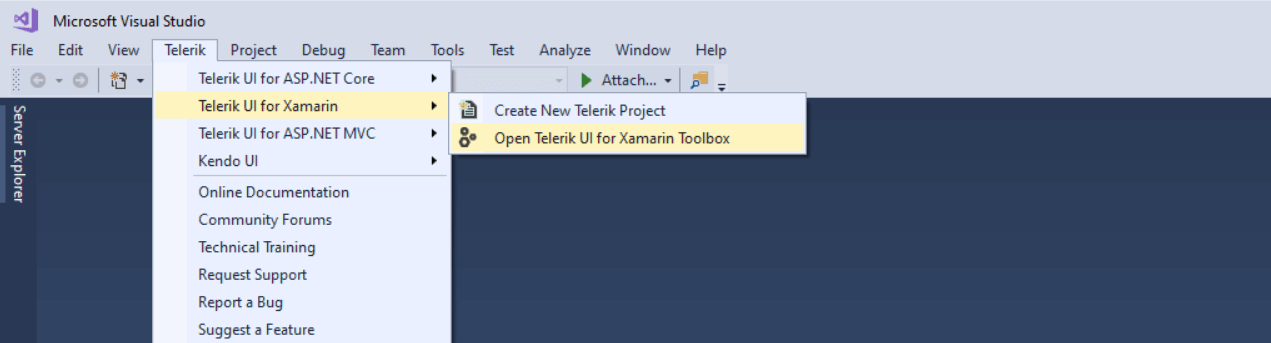 Microsoft Visual Studio
File Edit View Telerik Project Debug Team Tools Test Analyze Window Help
Attach...
Server Explorer
Telerik UI for ASP.NET Core
Telerik UI for Xamarin
Telerik UI for ASP.NET MVC
Kendo UI
Online Documentation
Community Forums
Technical Training
Request Support
Report a Bug
Suggest a Feature
Create New Telerik Project
Open Telerik UI for Xamarin Toolbox